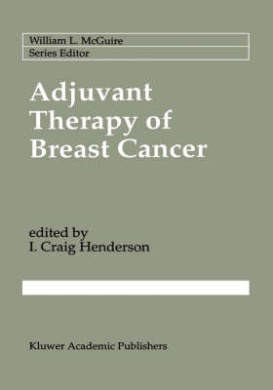 William L. McGuire
Series Editor
Adjuvant
Therapy of
Breast Cancer
edited by
I. Craig Henderson
Kluwer Academic Publishers